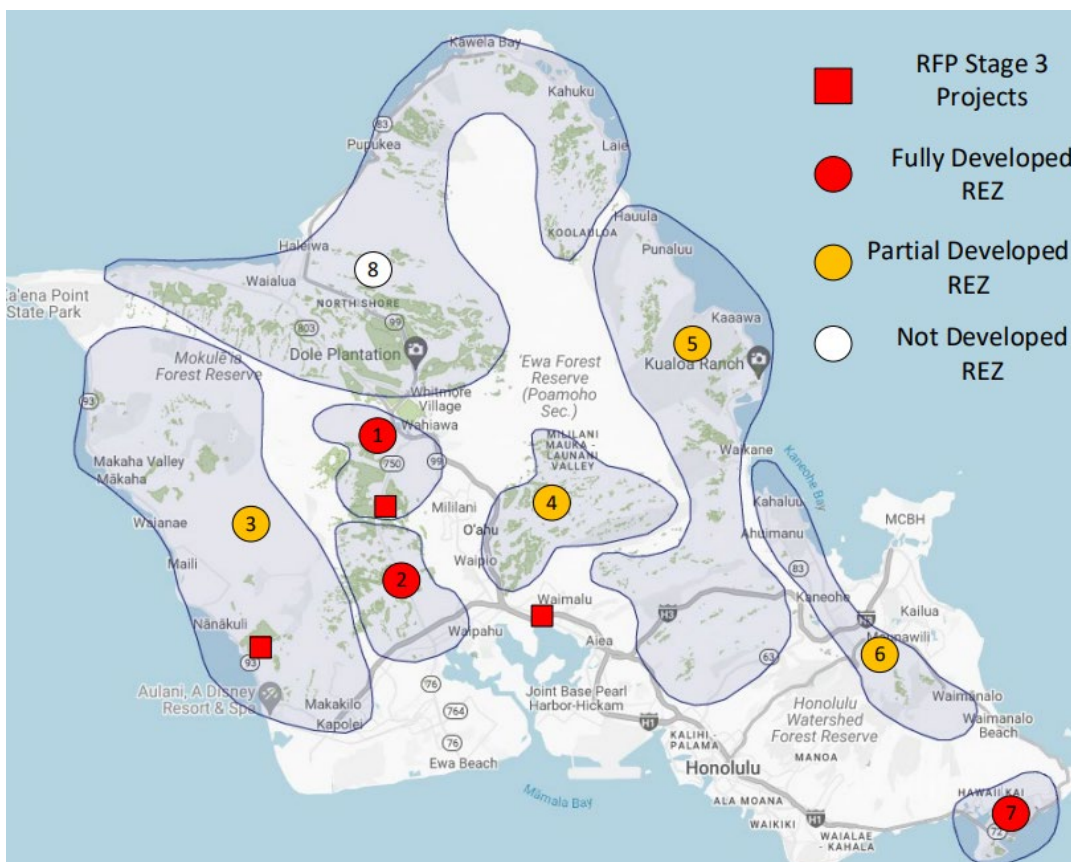 Kawela Bay
Kahuku
83
Pupukea
Laie
Hauula
KOOLAULOA
Punaluu
Haleiwa
8
Waialua
Ka'ena Point
State Park
NORTH SHORE
99
803
Dole Plantation
Kaaawa
5
Kualoa Ranch
Mokulē'ia
Forest Reserve
'Ewa Forest
Reserve
(Poamoho
Sec.)
Whitmore
Village
Wahiawa
93
1
MILILANI
MAUKA -
LAUNANI
VALLEY
Waikane
Kaneohe Bay
750
99
Makaha Valley
Mākaha
Mililani
4
Kahaluu
Waianae
3
O'ahu
Ahuimanu
MCBH
Maili
2
Waipio
83
Kaneohe
Nānākuli
Waimalu
H3
H3
Kailua
Waipahu
Aiea
Maunawili
93
63
6
Aulani, A Disney
Resort & Spa
Makakilo
Kapolei
76
764
76
Joint Base Pearl
Harbor-Hickam
Waimānalo
Waimanalo
Beach
Honolulu
Watershed
Forest Reserve
Ewa Beach
H1
KALIHI -
PALAMA
MANOA
Honolulu
Māmala Bay
ALA MOANA
HAWAII KAI
WAIKIKI
H1
WAIALAE
- KAHALA
7
72
RFP Stage 3
Projects
Fully Developed
REZ
Partial Developed
REZ
Not Developed
REZ